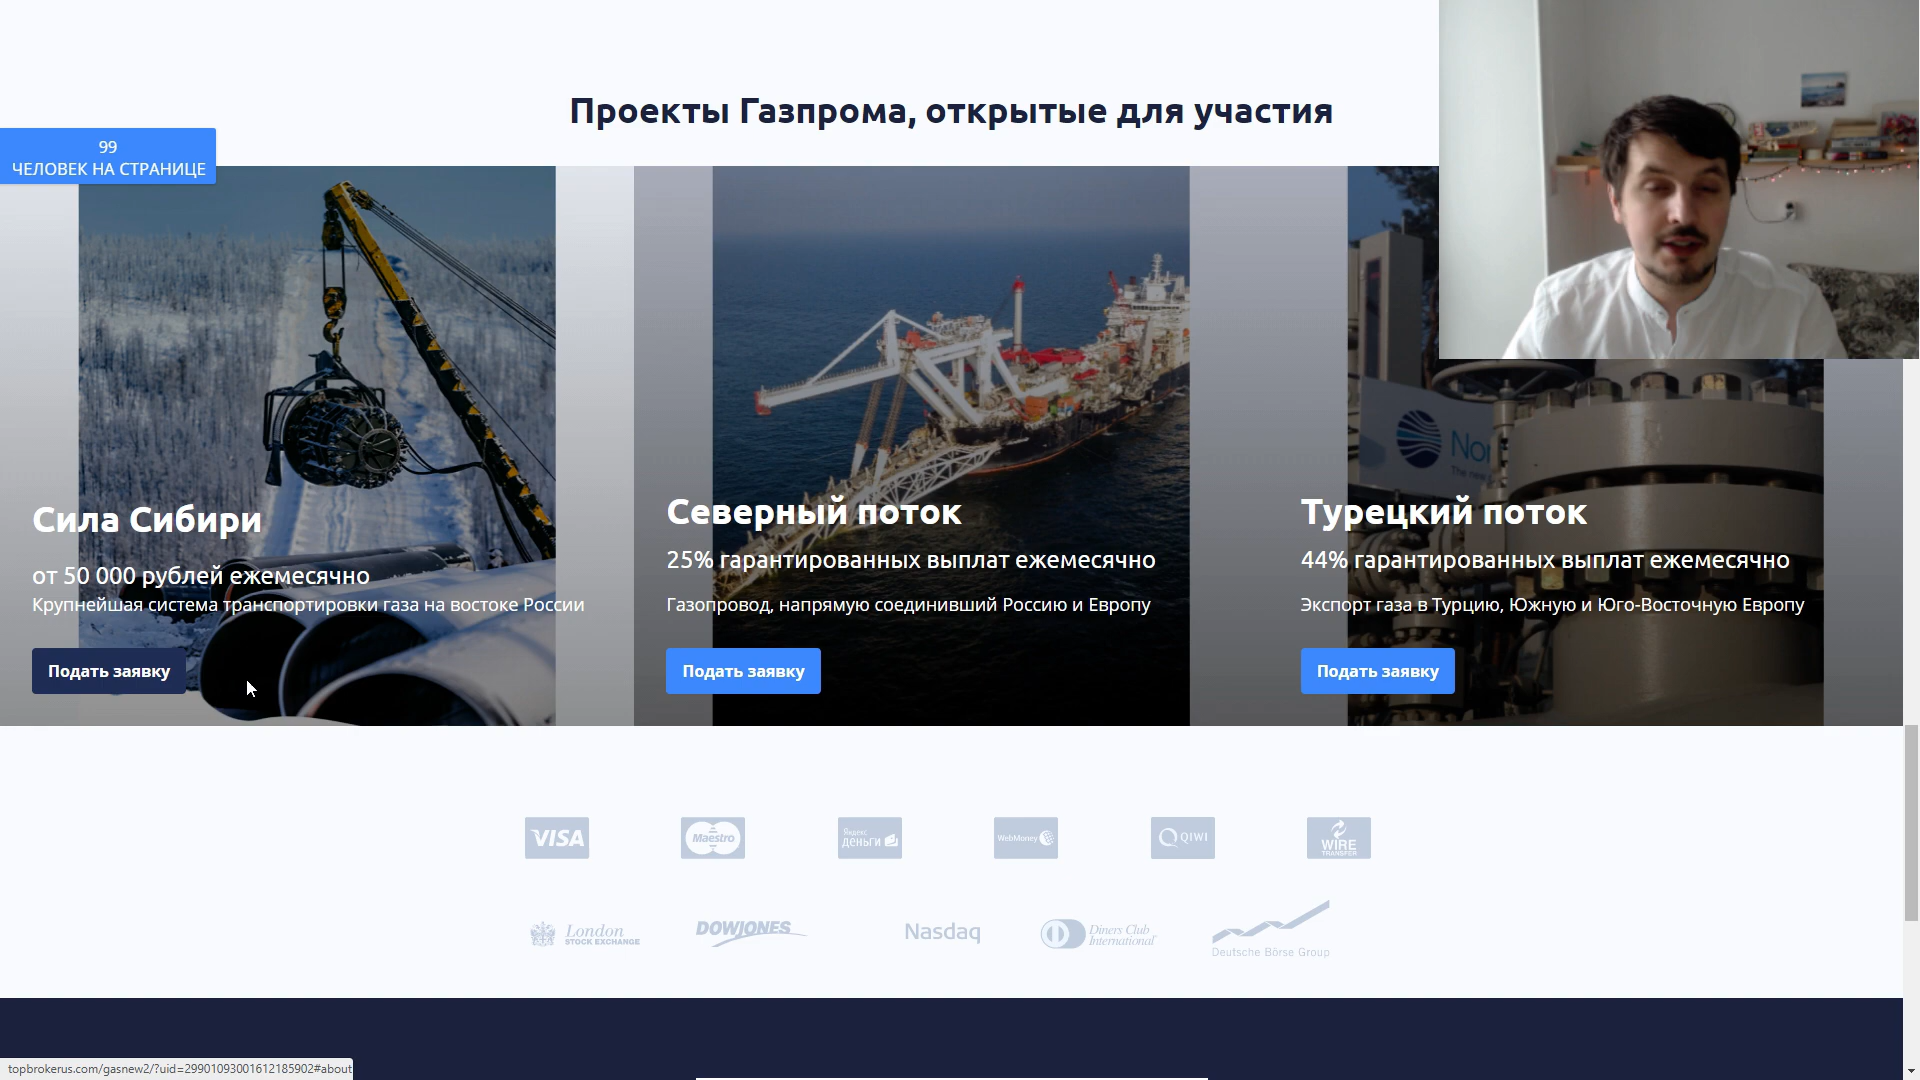 Проекты Газпрома, открытые для участия
99
ЧЕЛОВЕК НА СТРАНИЦЕ
Сила Сибири
от 50 000 рублей ежемесячно
Крупнейшая система транспортировки газа на востоке России
Подать заявку
Северный поток
25% гарантированных выплат ежемесячно
Газопровод, напрямую соединивший Россию и Европу
Подать заявку
Nor
The new
Турецкий поток
44% гарантированных выплат ежемесячно
Экспорт газа в Турцию, Южную и Юго-Восточную Европу
Подать заявку
VISA
Maestro
Яндекс
деньги
WebMoney
QIWI
WIRE
TRANSFER
London
STOCK EXCHANGE
DOWJONES
Nasdaq
Diners Club
International
Deutsche Börse Group
topbrokerus.com/gasnew2/?uid=29901093001612185902#about